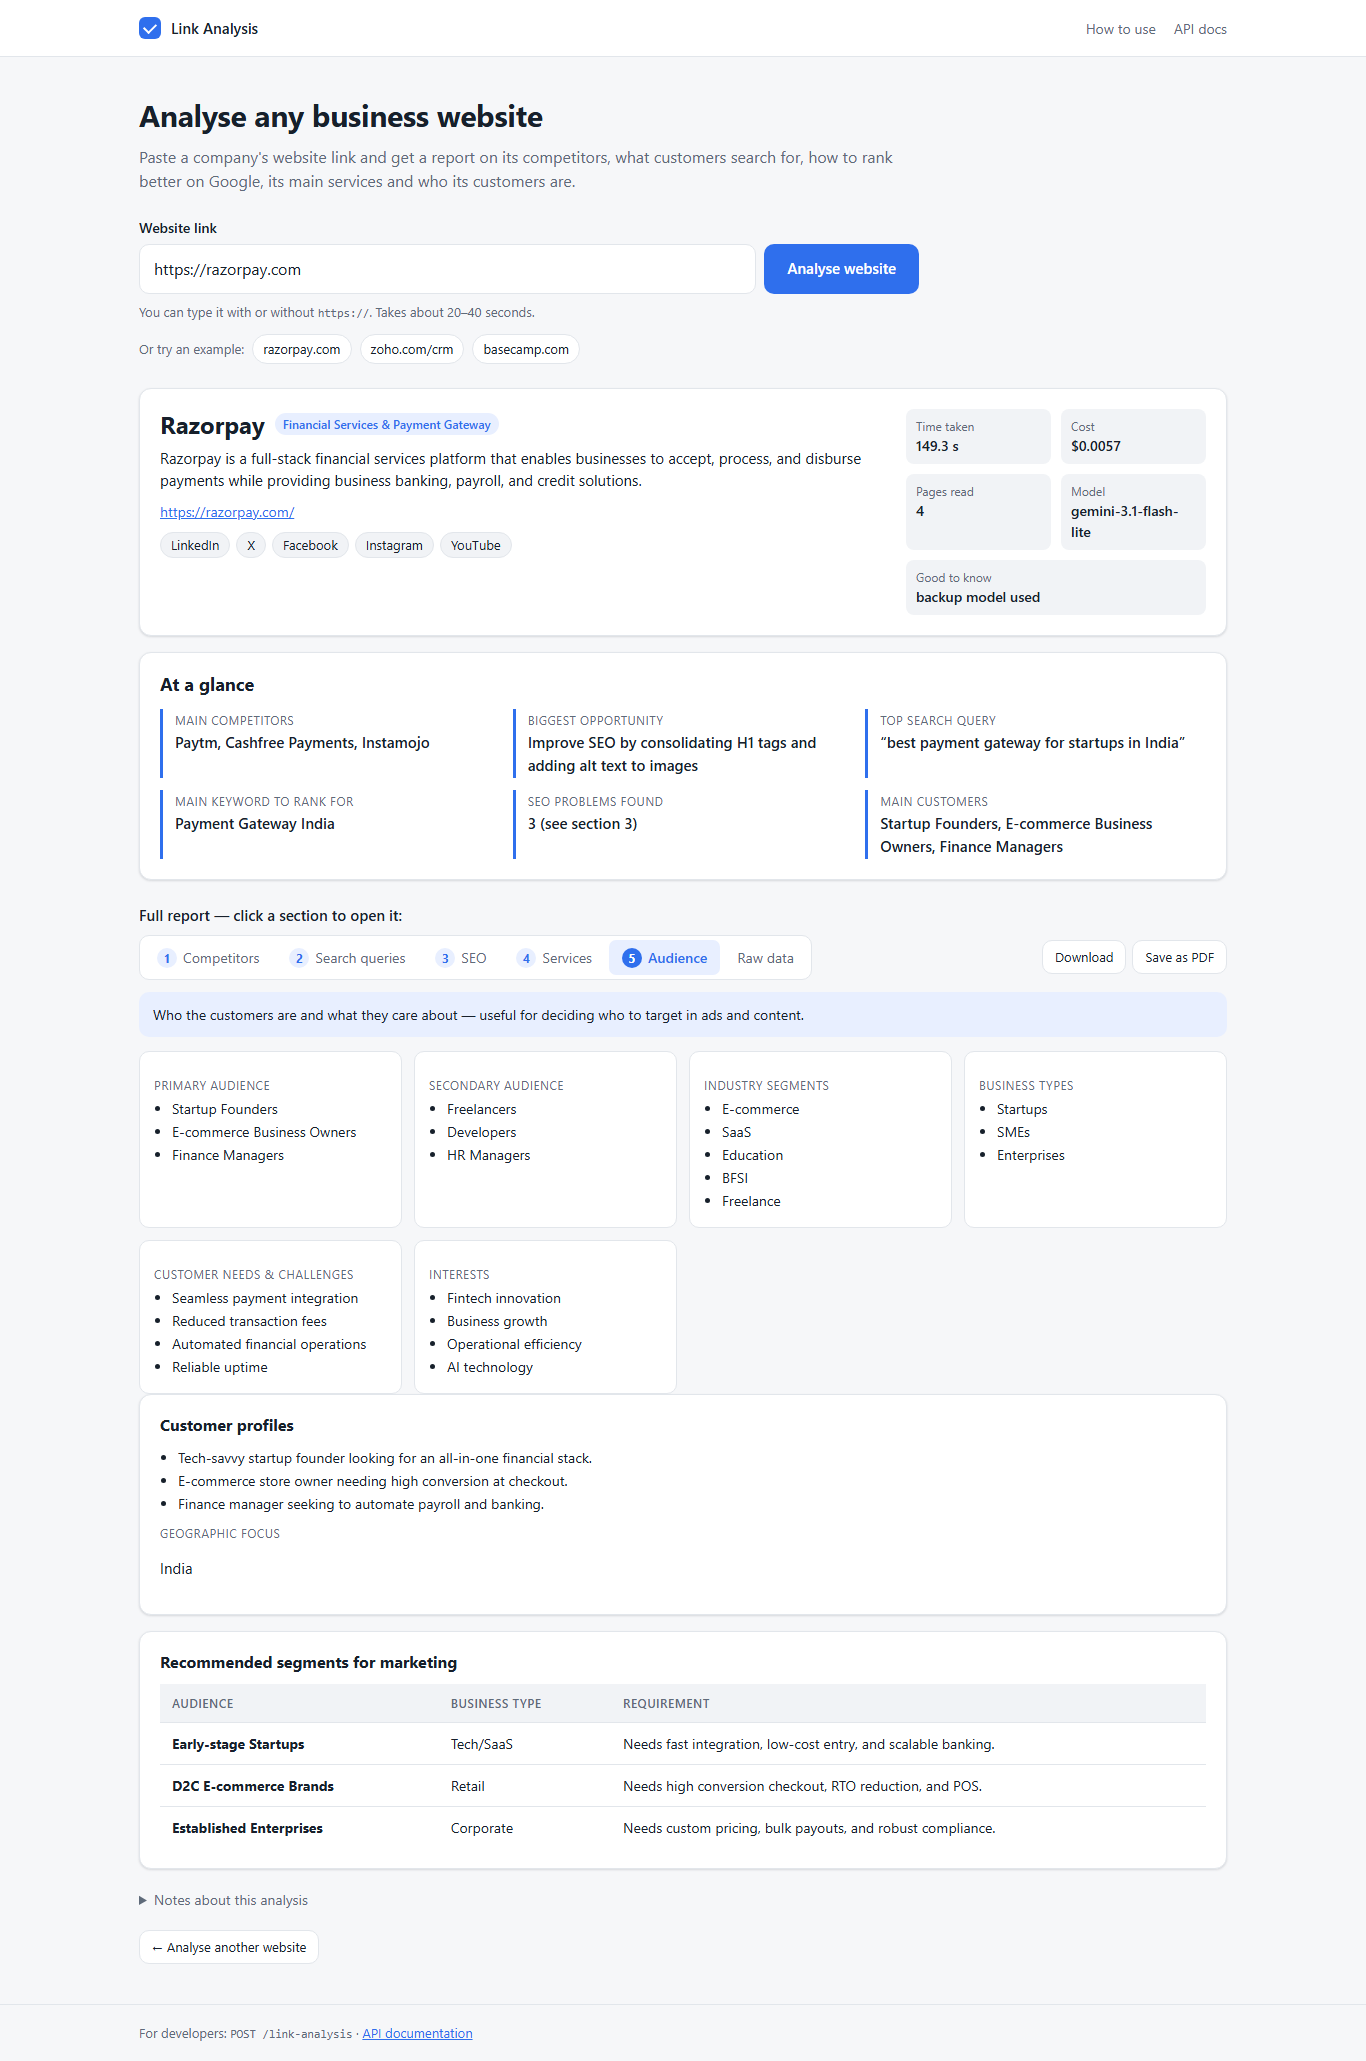 Link Analysis
How to use
API docs
Analyse any business website
Paste a company's website link and get a report on its competitors, what customers search for, how to rank
better on Google, its main services and who its customers are.
Website link
https://razorpay.com
Analyse website
You can type it with or without https://. Takes about 20–40 seconds.
Or try an example:
razorpay.com
zoho.com/crm
basecamp.com
Razorpay
Financial Services & Payment Gateway
Razorpay is a full-stack financial services platform that enables businesses to accept, process, and disburse
payments while providing business banking, payroll, and credit solutions.
https://razorpay.com/
LinkedIn
X
Facebook
Instagram
YouTube
Time taken
149.3 s
Cost
$0.0057
Pages read
4
Model
gemini-3.1-flash-
lite
Good to know
backup model used
At a glance
MAIN COMPETITORS
Paytm, Cashfree Payments, Instamojo
BIGGEST OPPORTUNITY
Improve SEO by consolidating H1 tags and
adding alt text to images
TOP SEARCH QUERY
“best payment gateway for startups in India”
MAIN KEYWORD TO RANK FOR
Payment Gateway India
SEO PROBLEMS FOUND
3 (see section 3)
MAIN CUSTOMERS
Startup Founders, E-commerce Business
Owners, Finance Managers
Full report — click a section to open it:
1 Competitors
2 Search queries
3 SEO
4 Services
5 Audience
Raw data
Download
Save as PDF
Who the customers are and what they care about — useful for deciding who to target in ads and content.
PRIMARY AUDIENCE
• Startup Founders
• E-commerce Business Owners
• Finance Managers
SECONDARY AUDIENCE
• Freelancers
• Developers
• HR Managers
INDUSTRY SEGMENTS
• E-commerce
• SaaS
• Education
• BFSI
• Freelance
BUSINESS TYPES
• Startups
• SMEs
• Enterprises
CUSTOMER NEEDS & CHALLENGES
• Seamless payment integration
• Reduced transaction fees
• Automated financial operations
• Reliable uptime
INTERESTS
• Fintech innovation
• Business growth
• Operational efficiency
• AI technology
Customer profiles
• Tech-savvy startup founder looking for an all-in-one financial stack.
• E-commerce store owner needing high conversion at checkout.
• Finance manager seeking to automate payroll and banking.
GEOGRAPHIC FOCUS
India
Recommended segments for marketing
AUDIENCE BUSINESS TYPE REQUIREMENT
Early-stage Startups Tech/SaaS Needs fast integration, low-cost entry, and scalable banking.
D2C E-commerce Brands Retail Needs high conversion checkout, RTO reduction, and POS.
Established Enterprises Corporate Needs custom pricing, bulk payouts, and robust compliance.
▶ Notes about this analysis
← Analyse another website
For developers: POST /link-analysis · API documentation